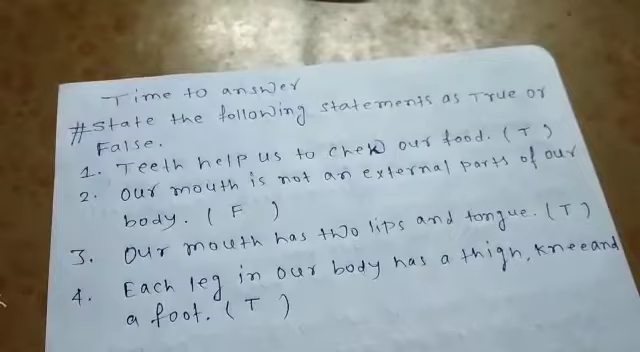 Time to answer
# State the following statements as True or
False.
1. Teeth help us to chew our food. (T)
2. Our mouth is not an external parts of our
body. ( F )
3. Our mouth has two lips and tongue. (T)
4. Each leg in our body has a thigh, knee and
a foot. ( T )